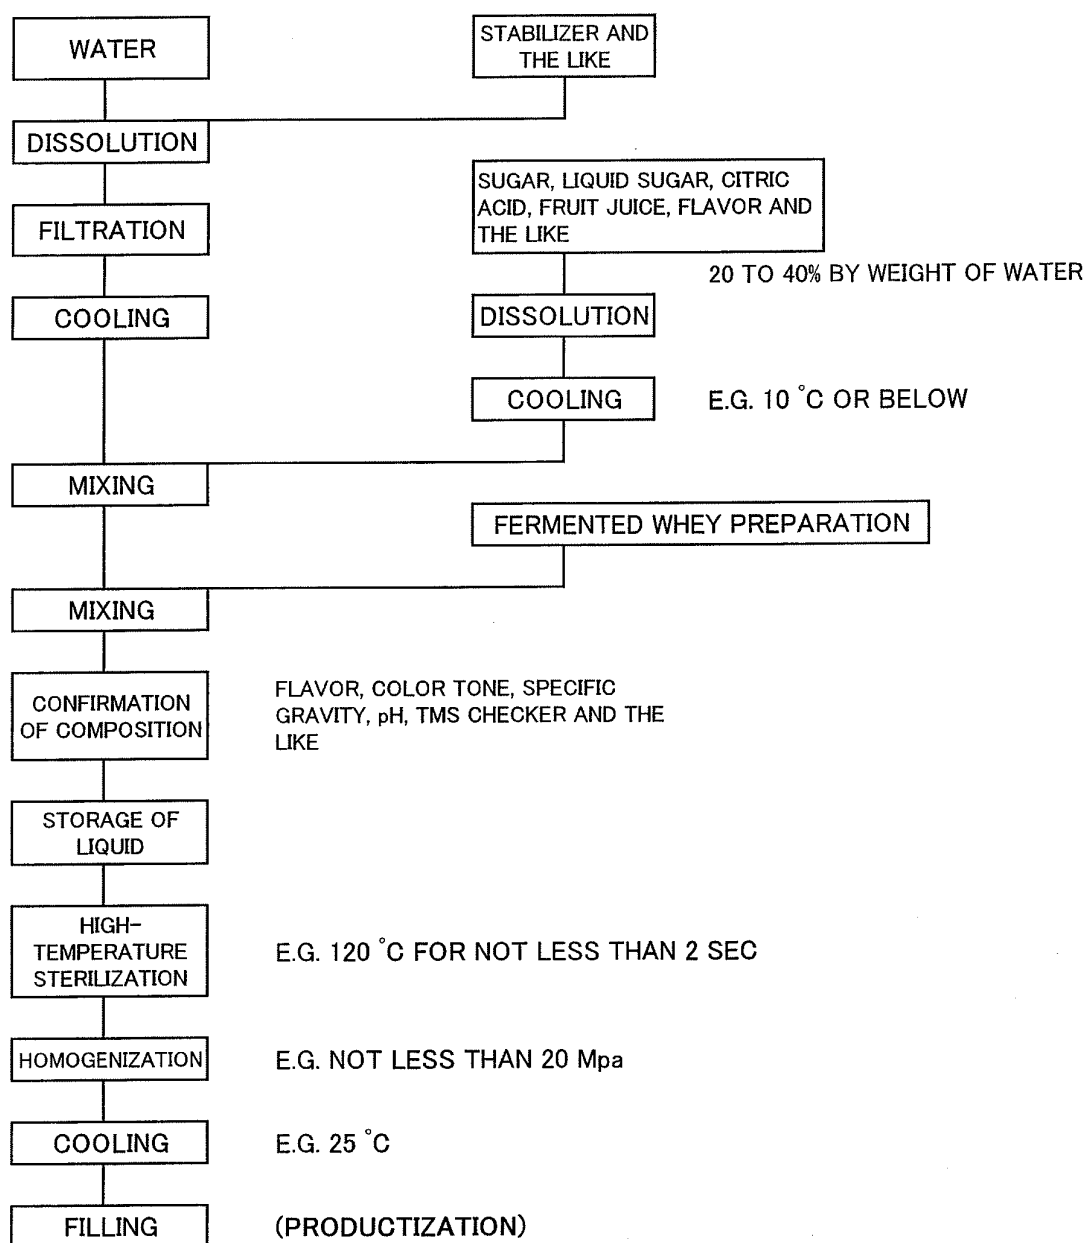 WATER
STABILIZER AND
THE LIKE
DISSOLUTION
SUGAR, LIQUID SUGAR, CITRIC
ACID, FRUIT JUICE, FLAVOR AND
THE LIKE
FILTRATION
20 TO 40% BY WEIGHT OF WATER
COOLING
DISSOLUTION
COOLING
E.G. 10 °C OR BELOW
MIXING
FERMENTED WHEY PREPARATION
MIXING
CONFIRMATION
OF COMPOSITION
FLAVOR, COLOR TONE, SPECIFIC
GRAVITY, pH, TMS CHECKER AND THE
LIKE
STORAGE OF
LIQUID
HIGH-
TEMPERATURE
STERILIZATION
E.G. 120 °C FOR NOT LESS THAN 2 SEC
HOMOGENIZATION
E.G. NOT LESS THAN 20 Mpa
COOLING
E.G. 25 °C
FILLING
(PRODUCTIZATION)